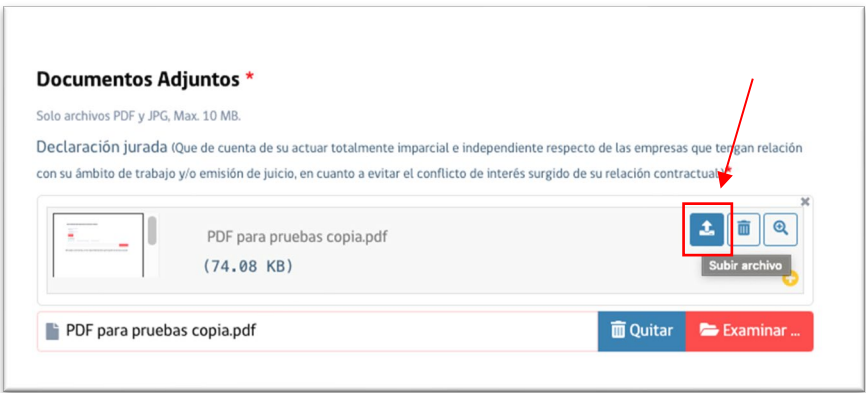 Documentos Adjuntos *
Solo archivos PDF y JPG, Max. 10 MB.
Declaración jurada (Que de cuenta de su actuar totalmente imparcial e independiente respecto de las empresas que tengan relación
con su ámbito de trabajo y/o emisión de juicio, en cuanto a evitar el conflicto de interés surgido de su relación contractual) *
PDF para pruebas copia.pdf
(74.08 KB)
Subir archivo
PDF para pruebas copia.pdf
Quitar
Examinar ...